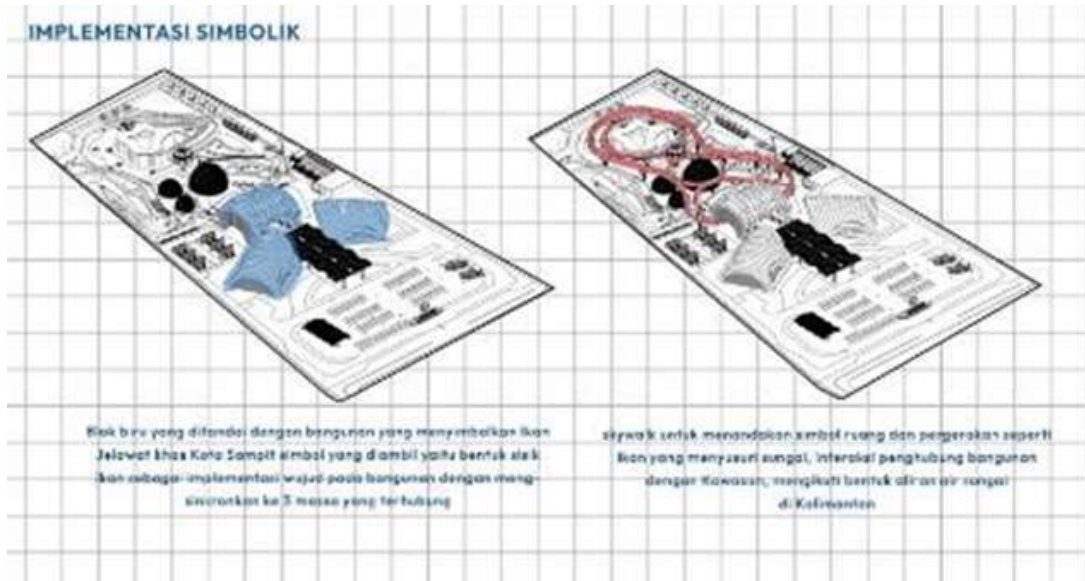 IMPLEMENTASI SIMBOLIK
Blok biru yang ditandai dengan bangunan yang menyimbolkan Ikan
Jelawat khas Kota Sampit simbol yang diambil yaitu bentuk sisik
ikan sebagai implementasi wujud pada bangunan dengan meng-
sincronkan ke 3 massa yang terhubung
skywalk untuk menandakan simbol ruang dan pergerakan seperti
Ikan yang menyusuri sungai, interaksi penghubung bangunan
dengan Kawasan, mengikuti bentuk aliran air sungai
di Kalimantan